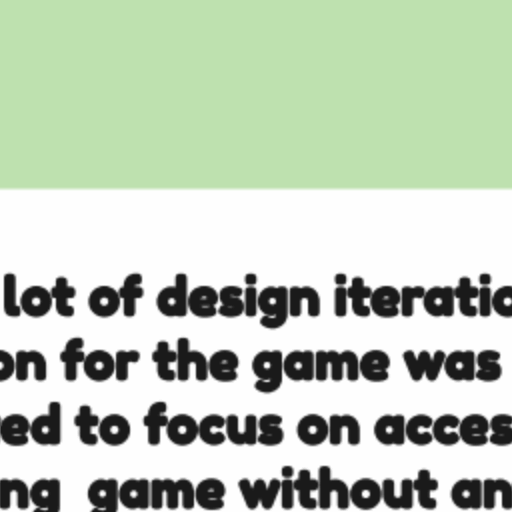 lot of design iteratio
on for the game was
ed to focus on acces
ng game without an